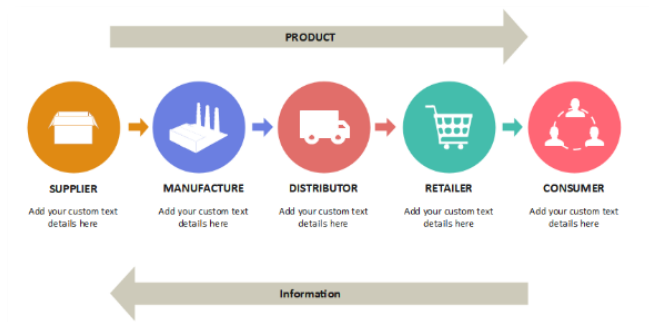 PRODUCT
SUPPLIER
MANUFACTURE
DISTRIBUTOR
RETAILER
CONSUMER
Add your custom text
details here
Add your custom text
details here
Add your custom text
details here
Add your custom text
details here
Add your custom text
details here
Information